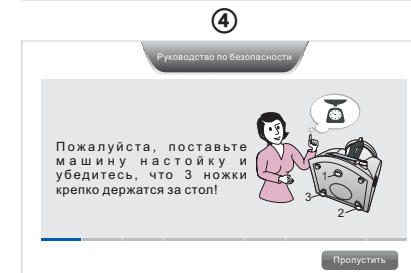 4
Руководство по безопасности
Пожалуйста, поставьте
машину настойку и
убедитесь, что 3 ножки
крепко держатся за стол!
1
3
2
Пропустить